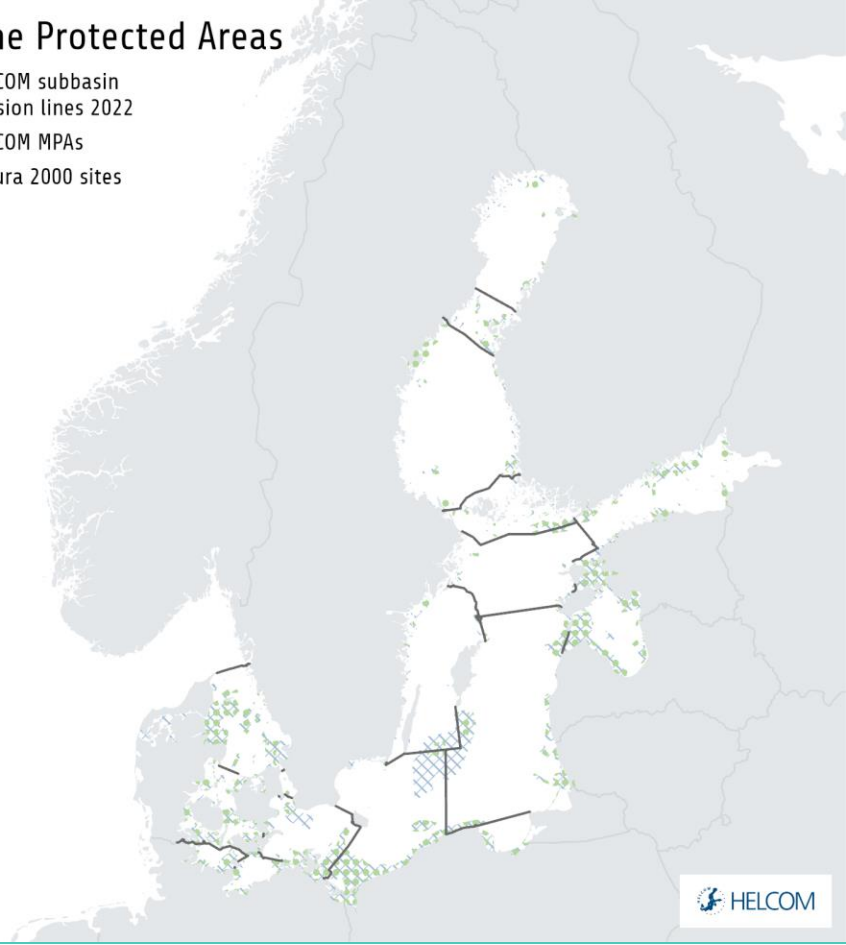 ne Protected Areas
COM subbasin
sion lines 2022
COM MPAs
ura 2000 sites
HELCOM